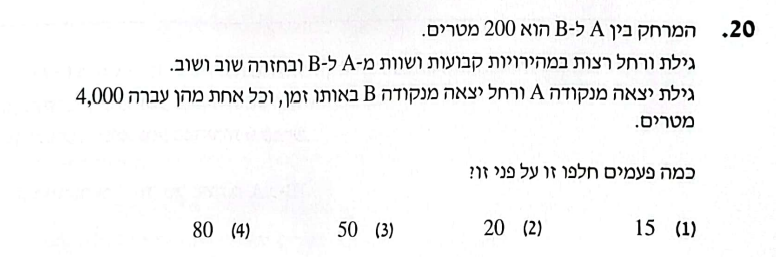 20. המרחק בין A ל-B הוא 200 מטרים.
גילת ורחל רצות במהירויות קבועות ושוות מ-A ל-B ובחזרה שוב ושוב.
גילת יצאה מנקודה A ורחל יצאה מנקודה B באותו זמן, וכל אחת מהן עברה 4,000
מטרים.
כמה פעמים חלפו זו על פני זו?
(1) 15 (2) 20 (3) 50 (4) 80